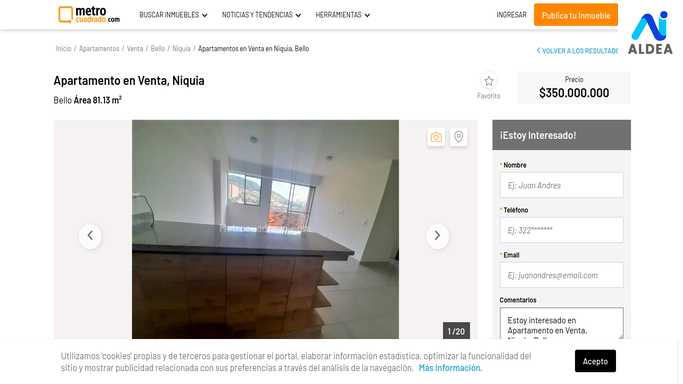 metro
cuadrado.com
BUSCAR INMUEBLES
NOTICIAS Y TENDENCIAS
HERRAMIENTAS
INGRESAR
Publica tu Inmueble
ALDEA
Inicio / Apartamentos / Venta / Bello / Niquia / Apartamentos en Venta en Niquia, Bello
VOLVER A LOS RESULTAD
Apartamento en Venta, Niquia
Bello Área 81.13 m²
Favorito
Precio
$350.000.000
¡Estoy Interesado!
* Nombre
Ej: Juan Andres
* Teléfono
Ej: 322*******
* Email
Ej: juanandres@email.com
Comentarios
Estoy interesado en
Apartamento en Venta,
1 / 20
Utilizamos 'cookies' propias y de terceros para gestionar el portal, elaborar información estadística, optimizar la funcionalidad del
sitio y mostrar publicidad relacionada con sus preferencias a través del análisis de la navegación. Más Información.
Acepto